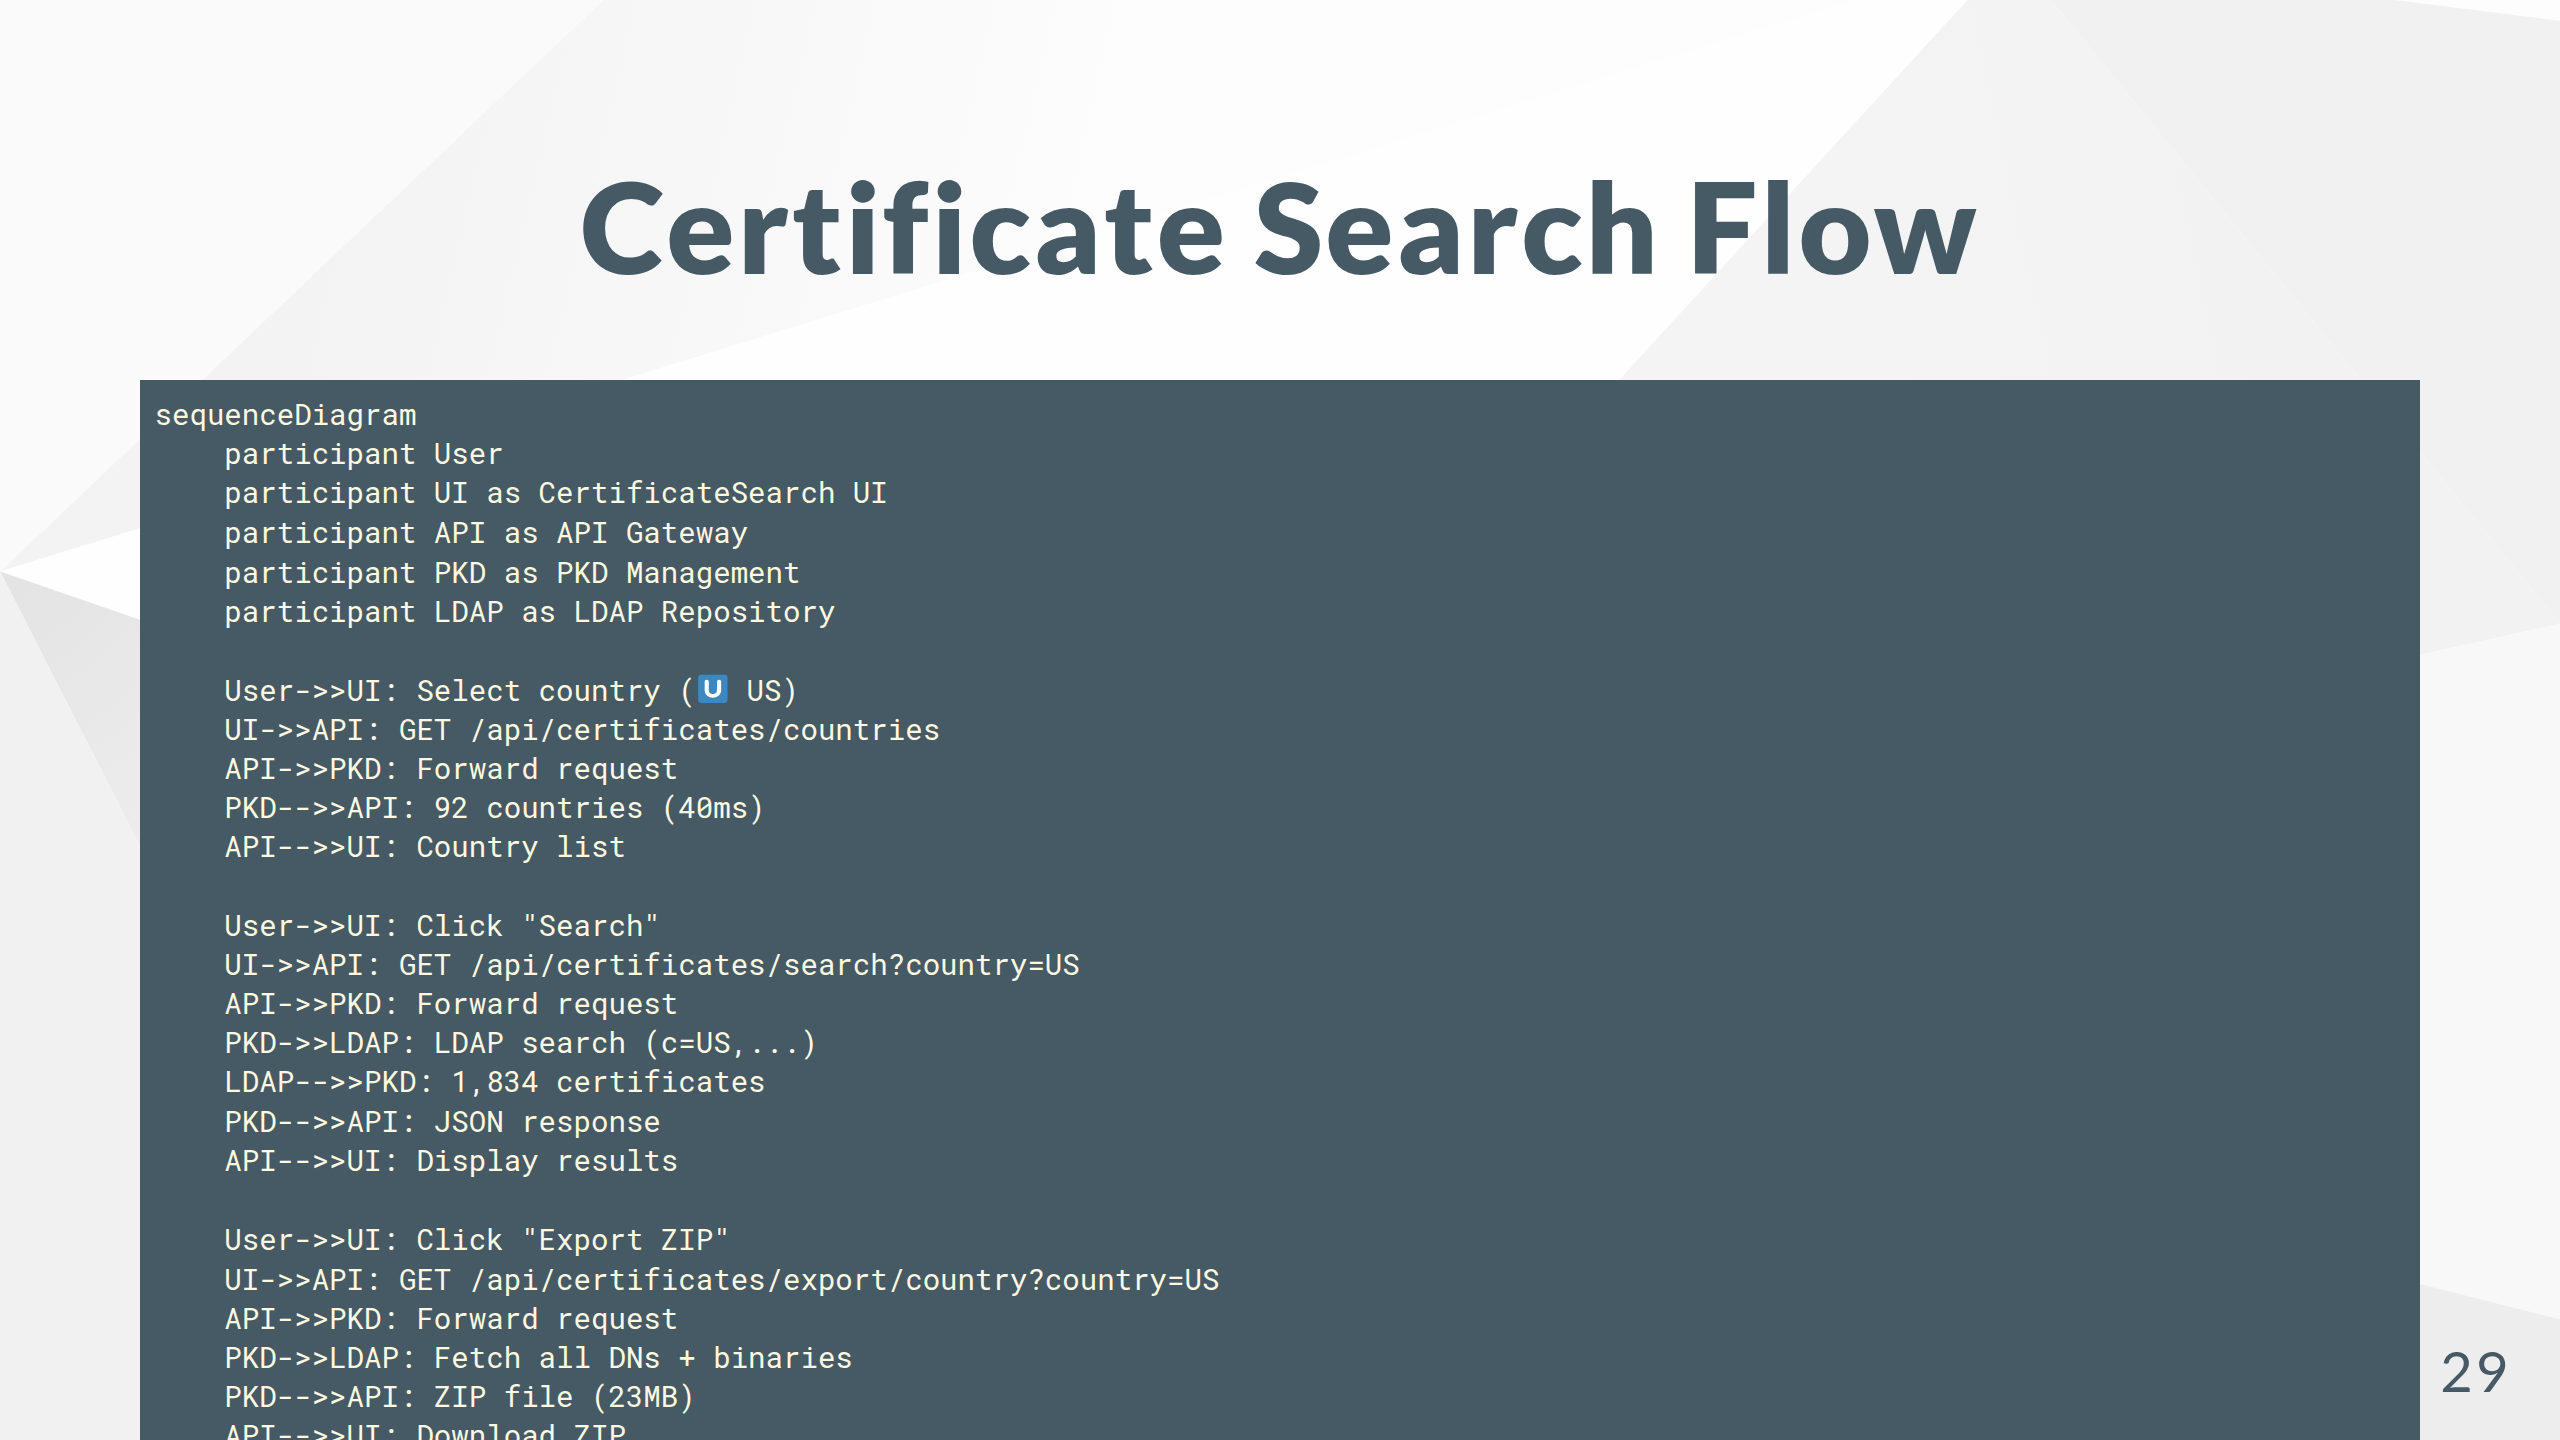 Certificate Search Flow
sequenceDiagram
    participant User
    participant UI as CertificateSearch UI
    participant API as API Gateway
    participant PKD as PKD Management
    participant LDAP as LDAP Repository

    User->>UI: Select country (U US)
    UI->>API: GET /api/certificates/countries
    API->>PKD: Forward request
    PKD-->>API: 92 countries (40ms)
    API-->>UI: Country list

    User->>UI: Click "Search"
    UI->>API: GET /api/certificates/search?country=US
    API->>PKD: Forward request
    PKD->>LDAP: LDAP search (c=US,...)
    LDAP-->>PKD: 1,834 certificates
    PKD-->>API: JSON response
    API-->>UI: Display results

    User->>UI: Click "Export ZIP"
    UI->>API: GET /api/certificates/export/country?country=US
    API->>PKD: Forward request
    PKD->>LDAP: Fetch all DNs + binaries
    PKD-->>API: ZIP file (23MB)
    API-->>UI: Download ZIP
29